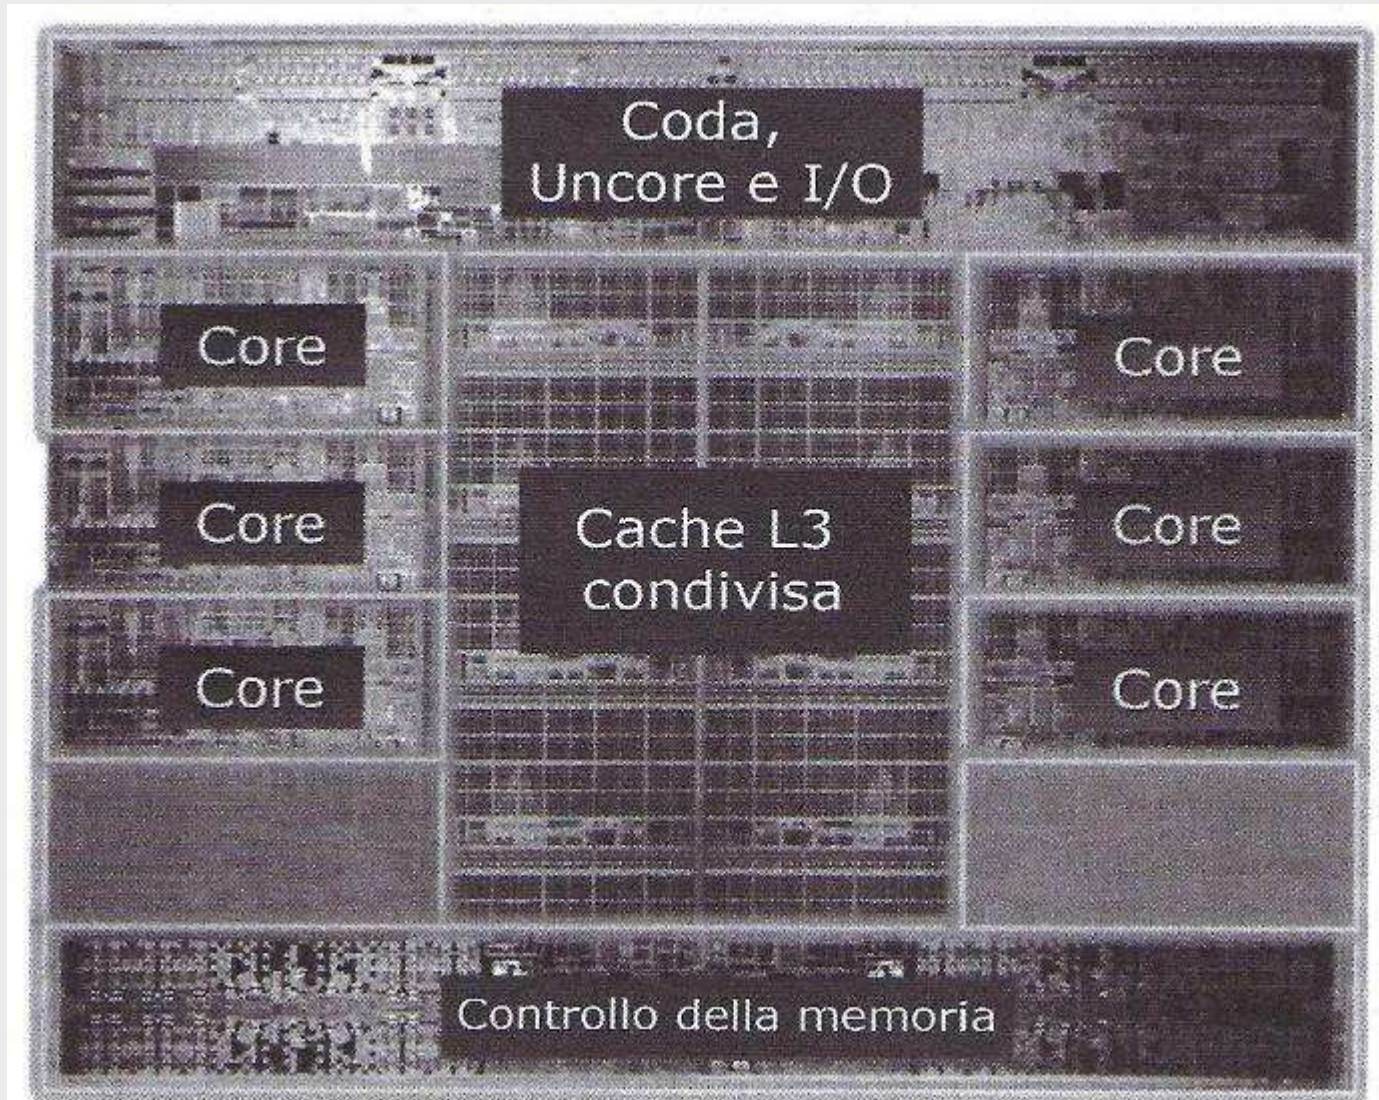 Coda,
Uncore e I/O
Core
Core
Cache L3
condivisa
Core
Core
Core
Core
Controllo della memoria